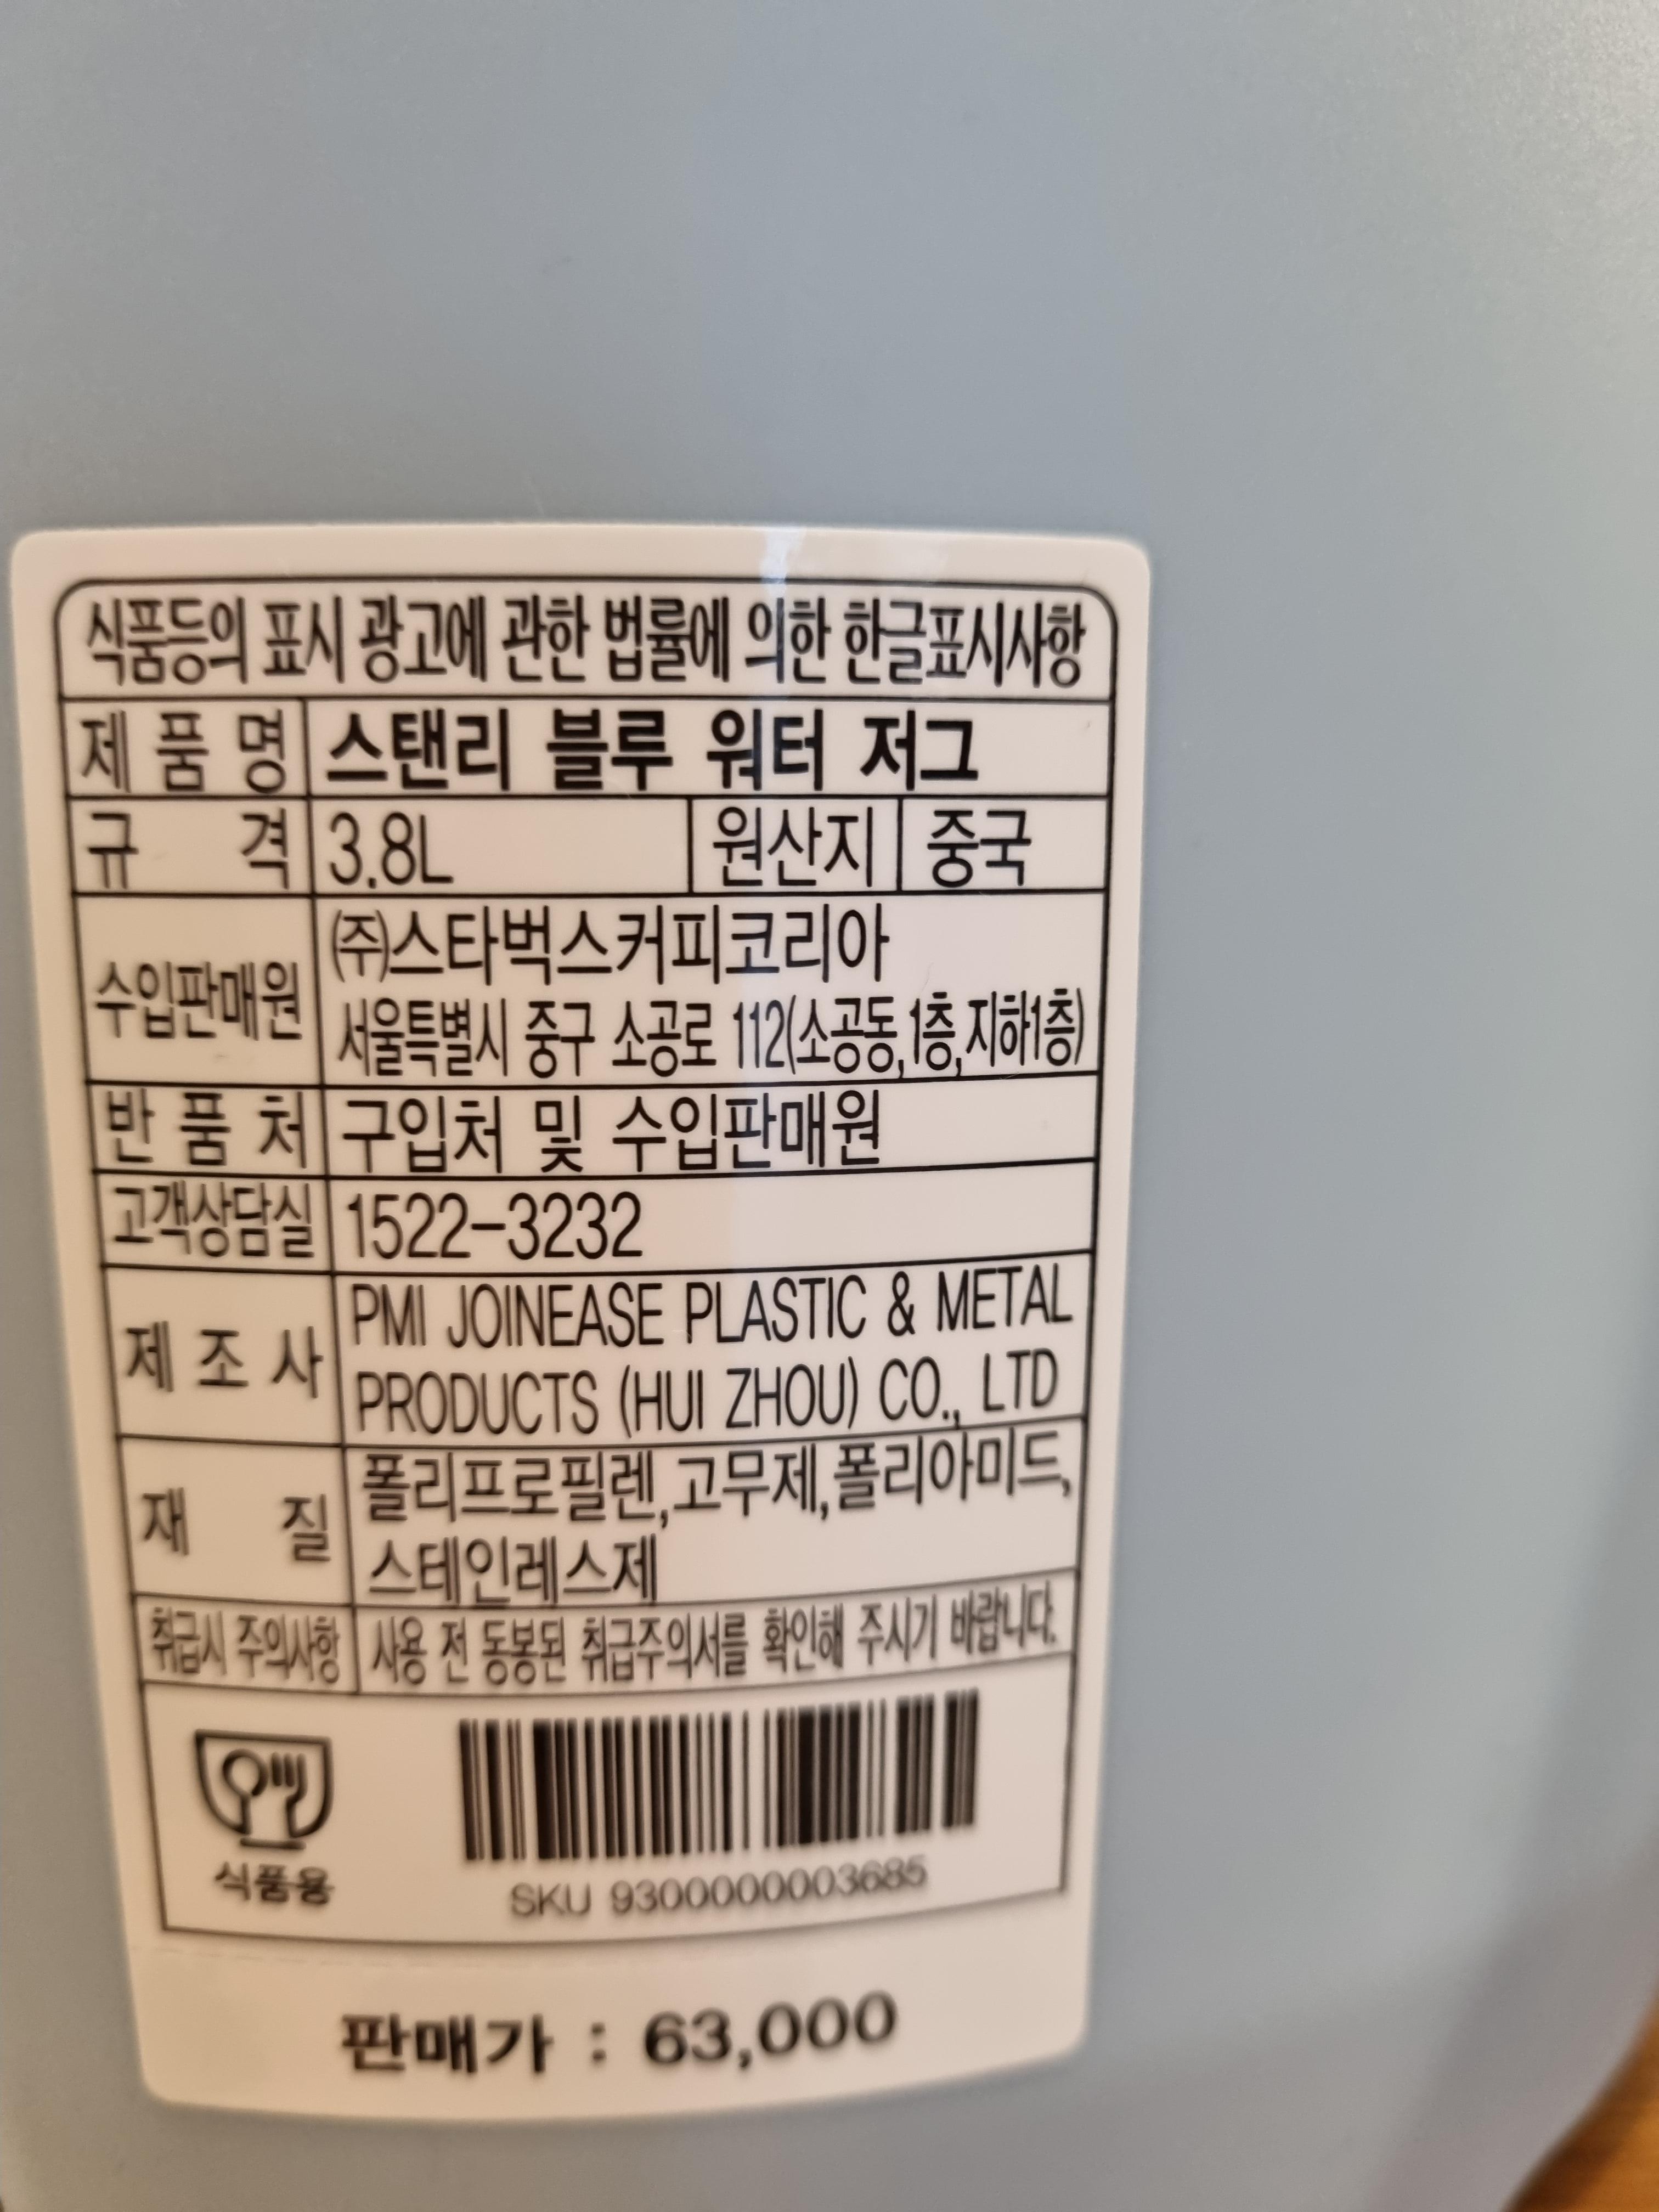 식품등의 표시 광고에 관한 법률에 의한 한글표시사항
제품명 스탠리 블루 워터 저그
규격 3.8L 원산지 중국
수입판매원 ㈜스타벅스커피코리아
서울특별시 중구 소공로 112(소공동,1층,지하1층)
반품처 구입처 및 수입판매원
고객상담실 1522-3232
제조사 PMI JOINEASE PLASTIC & METAL
PRODUCTS (HUI ZHOU) CO., LTD
재질 폴리프로필렌,고무제,폴리아미드,
스테인레스제
취급시 주의사항 사용 전 동봉된 취급주의서를 확인해 주시기 바랍니다.
식품용
SKU 9300000003685
판매가 : 63,000